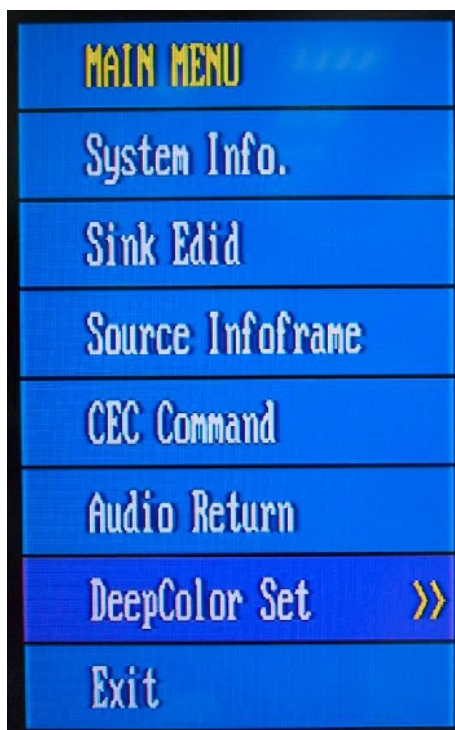 MAIN MENU
System Info.
Sink Edid
Source Infoframe
CEC Command
Audio Return
DeepColor Set »
Exit